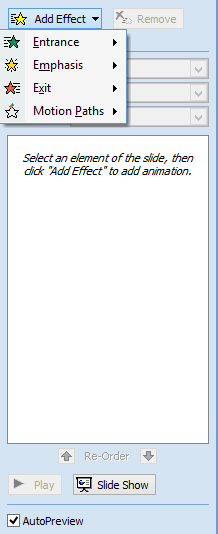 Add Effect Remove
Entrance
Emphasis
Exit
Motion Paths
Select an element of the slide, then
click "Add Effect" to add animation.
Re-Order
Play Slide Show
AutoPreview